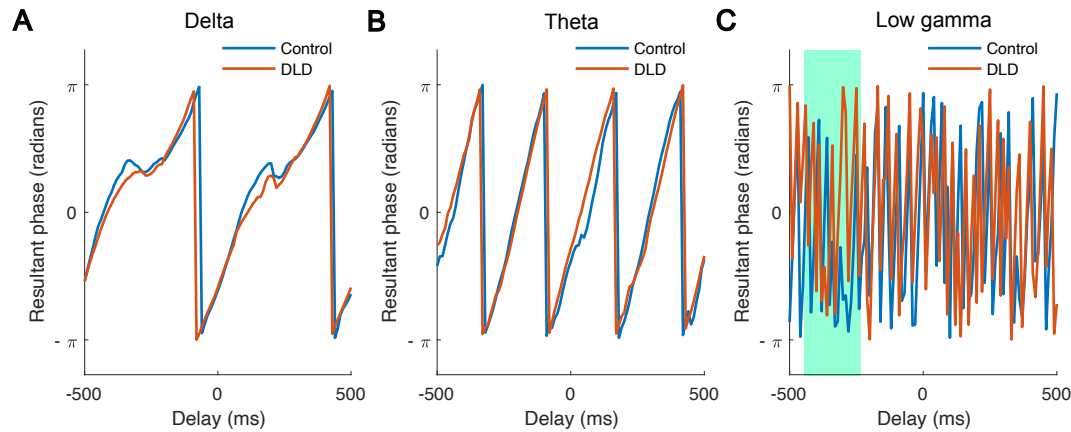 A
Delta
Control
DLD
π
0
- π
Resultant phase (radians)
-500
0
500
Delay (ms)
B
Theta
Control
DLD
π
0
- π
Resultant phase (radians)
-500
0
500
Delay (ms)
C
Low gamma
Control
DLD
π
0
- π
Resultant phase (radians)
-500
0
500
Delay (ms)